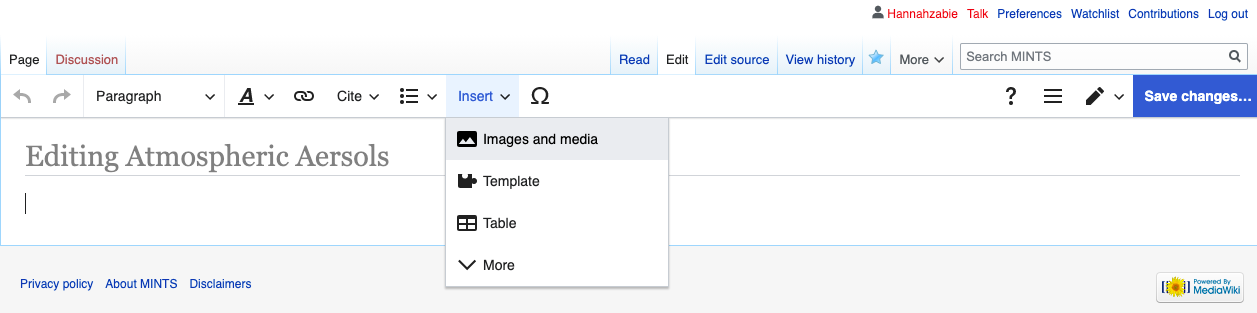 Hannahzabie Talk Preferences Watchlist Contributions Log out
Page Discussion Read Edit Edit source View history More Search MINTS
Paragraph A Cite Insert Ω ? Save changes...
Images and media
Editing Atmospheric Aersols
Template
Table
More
Privacy policy About MINTS Disclaimers
Powered By
MediaWiki